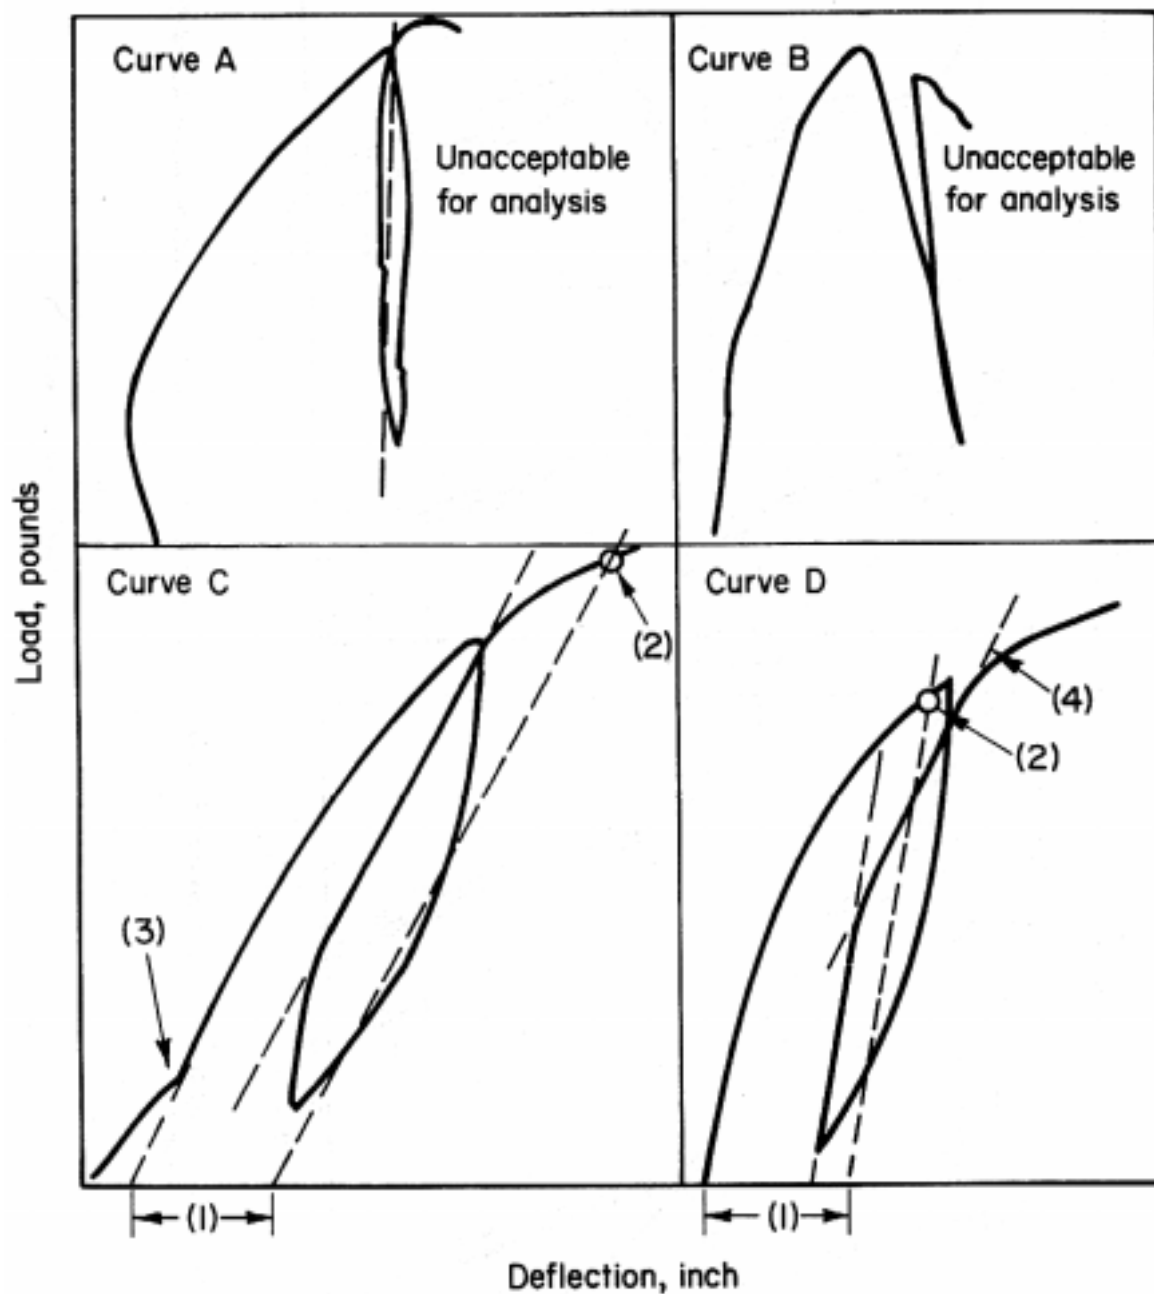 Curve A
Unacceptable
for analysis
Curve B
Unacceptable
for analysis
Load, pounds
Curve C
(2)
(3)
(1)
Curve D
(4)
(2)
(1)
Deflection, inch